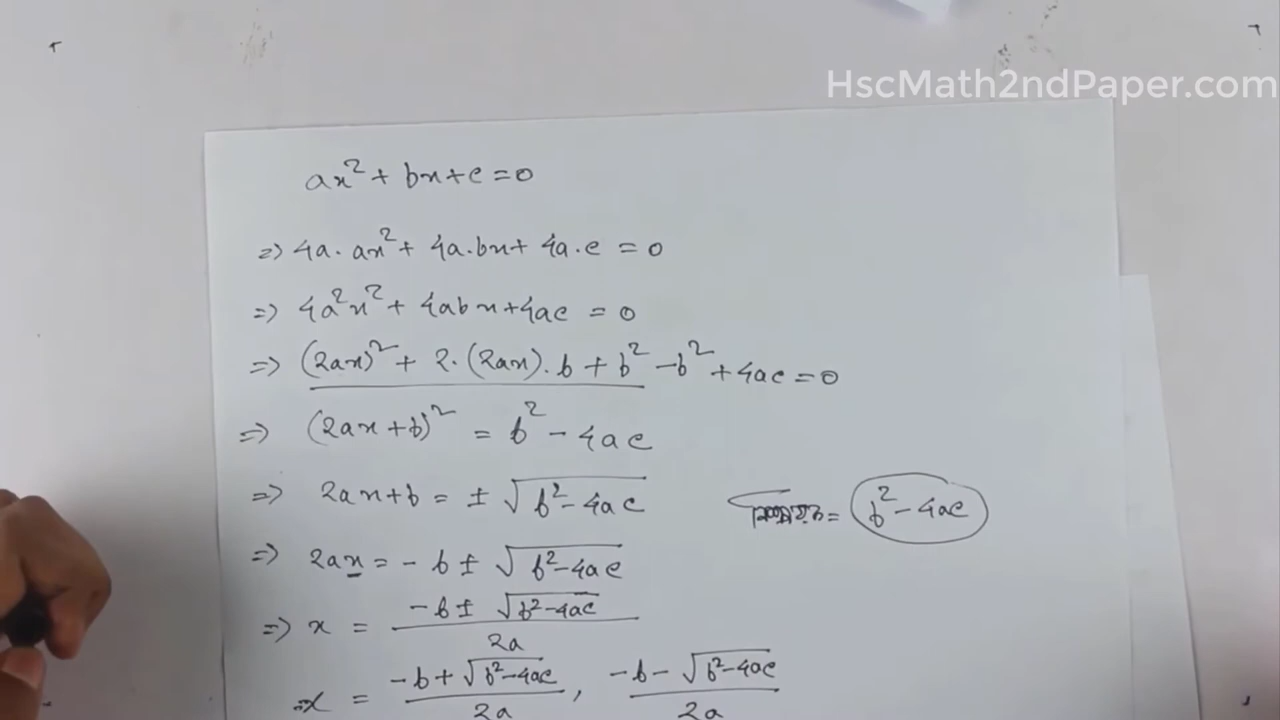 HscMath2ndPaper.com
ax² + bx + c = 0
=> 4a · ax² + 4a · bx + 4a · c = 0
=> 4a²x² + 4abx + 4ac = 0
=> (2ax)² + 2 · (2ax) · b + b² - b² + 4ac = 0
=> (2ax + b)² = b² - 4ac
=> 2ax + b = ± √(b² - 4ac)
= b² - 4ac
=> 2ax = - b ± √(b² - 4ac)
=> x = (-b ± √(b² - 4ac)) / 2a
∴ x = (-b + √(b² - 4ac)) / 2a , (-b - √(b² - 4ac)) / 2a